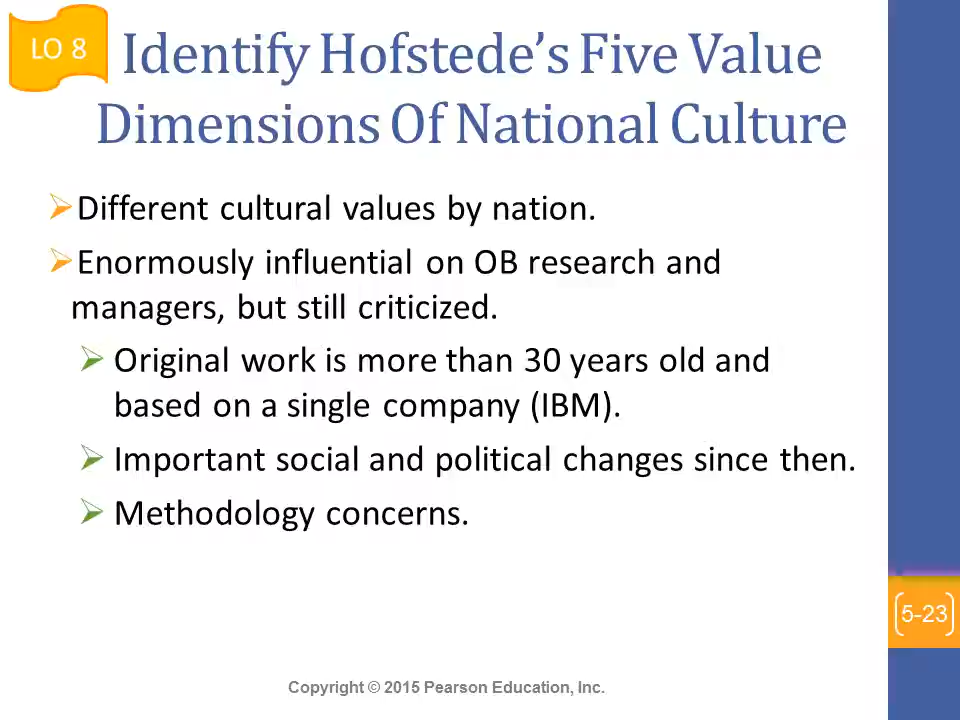 LO 8
Identify Hofstede’s Five Value
Dimensions Of National Culture
Different cultural values by nation.
Enormously influential on OB research and
managers, but still criticized.
Original work is more than 30 years old and
based on a single company (IBM).
Important social and political changes since then.
Methodology concerns.
5-23
Copyright © 2015 Pearson Education, Inc.